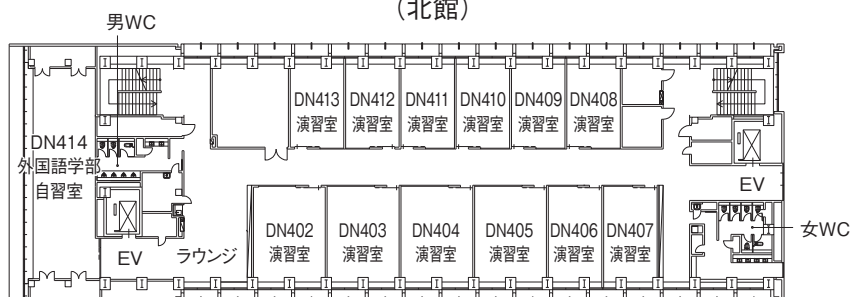 （北館）
男WC
DN413
演習室
DN412
演習室
DN411
演習室
DN410
演習室
DN409
演習室
DN408
演習室
DN414
外国語学部
自習室
EV
DN402
演習室
DN403
演習室
DN404
演習室
DN405
演習室
DN406
演習室
DN407
演習室
女WC
EV
ラウンジ